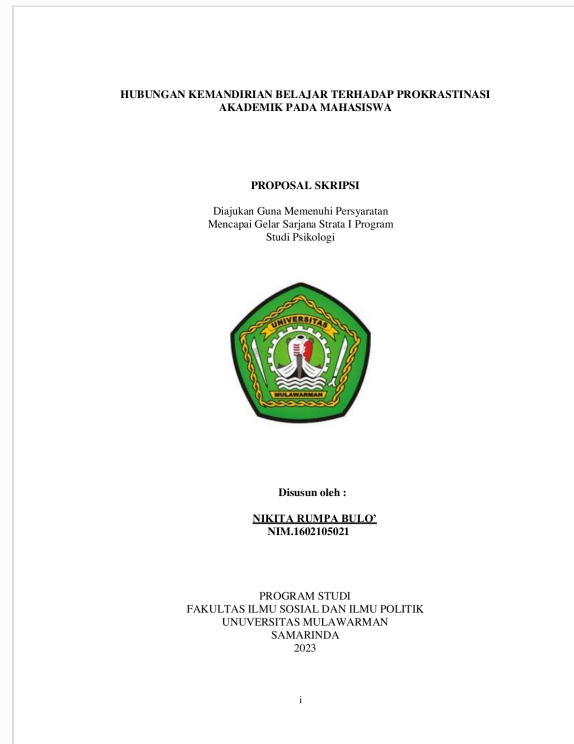 HUBUNGAN KEMANDIRIAN BELAJAR TERHADAP PROKRASTINASI
AKADEMIK PADA MAHASISWA
PROPOSAL SKRIPSI
Diajukan Guna Memenuhi Persyaratan
Mencapai Gelar Sarjana Strata I Program
Studi Psikologi
UNIVERSITAS
MULAWARMAN
Disusun oleh :
NIKITA RUMPA BULO’
NIM.1602105021
PROGRAM STUDI
FAKULTAS ILMU SOSIAL DAN ILMU POLITIK
UNUVERSITAS MULAWARMAN
SAMARINDA
2023
i